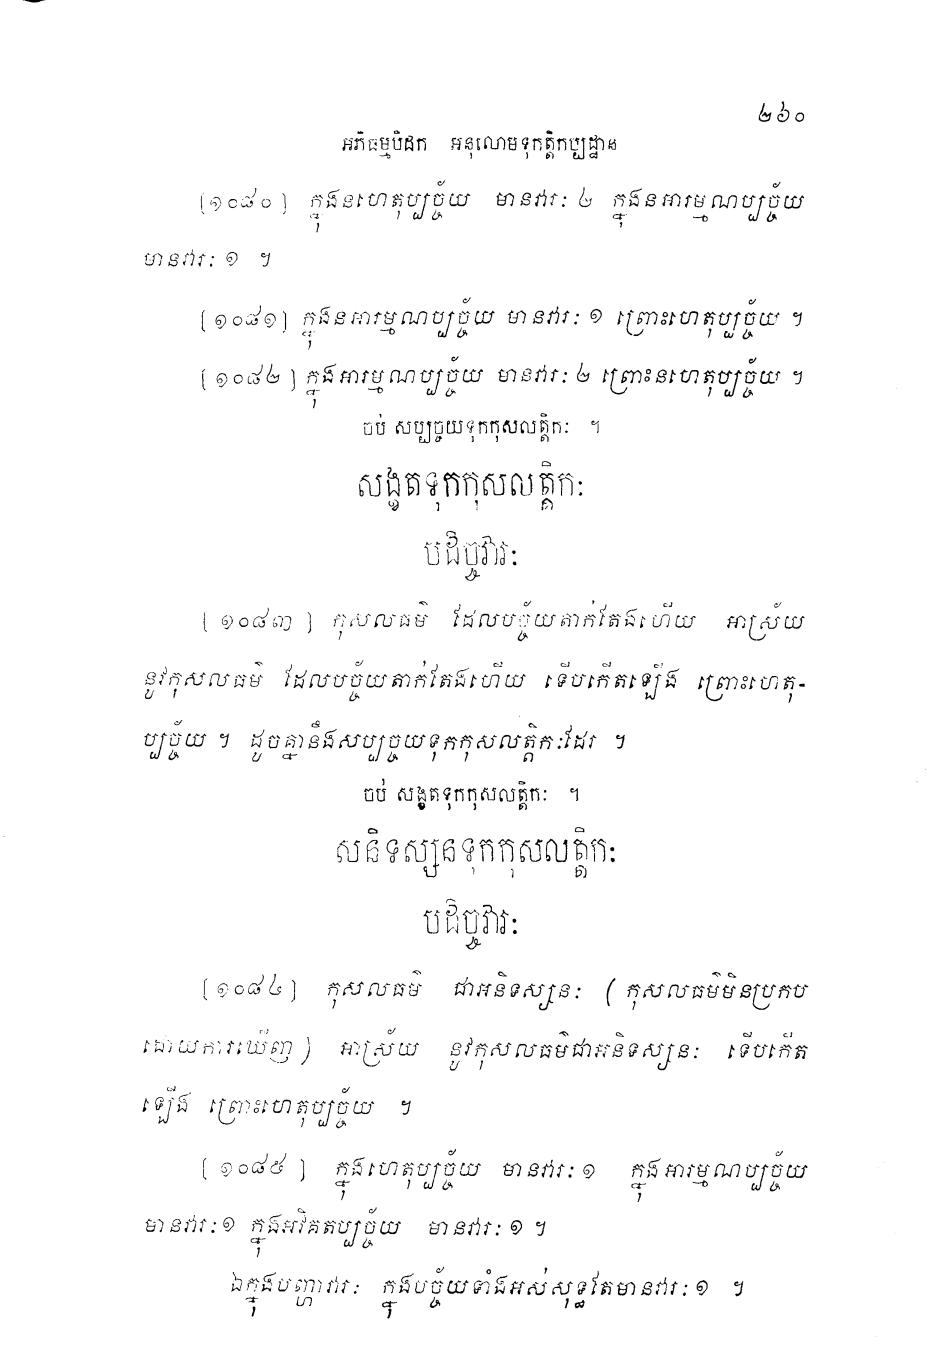 ២៦០
អភិធម្មបិដក អនុលោមទុកត្តិកប្បដ្ឋាន
[១០៨០] ក្នុងនហេតុប្បច្ច័យ មានវារៈ ៤ ក្នុងនអារម្មណប្បច្ច័យ
មានវារៈ ១ ។
[១០៨១] ក្នុងនអារម្មណប្បច្ច័យ មានវារៈ ១ ព្រោះហេតុប្បច្ច័យ ។
[១០៨២] ក្នុងអារម្មណប្បច្ច័យ មានវារៈ ២ ព្រោះនហេតុប្បច្ច័យ ។
ចប់ សប្បច្ចយទុកកុសលត្តិកៈ ។
សង្ខតទុកកុសលត្តិកៈ
បដិច្ចវារៈ
[១០៨៣] កុសលធម៌ ដែលបច្ច័យតាក់តែងហើយ អាស្រ័យ
នូវកុសលធម៌ ដែលបច្ច័យតាក់តែងហើយ ទើបកើតឡើង ព្រោះហេតុ-
ប្បច្ច័យ ។ ដូចគ្នានឹងសប្បច្ចយទុកកុសលត្តិកៈដែរ ។
ចប់ សង្ខតទុកកុសលត្តិកៈ ។
សនិទស្សនទុកកុសលត្តិកៈ
បដិច្ចវារៈ
[១០៨៤] កុសលធម៌ ជាអនិទស្សនៈ (កុសលធម៌មិនប្រកប
ដោយការឃើញ) អាស្រ័យ នូវកុសលធម៌ជាអនិទស្សនៈ ទើបកើត
ឡើង ព្រោះហេតុប្បច្ច័យ ។
[១០៨៥] ក្នុងហេតុប្បច្ច័យ មានវារៈ ១ ក្នុងអារម្មណប្បច្ច័យ
មានវារៈ ១ ក្នុងអវិគតប្បច្ច័យ មានវារៈ ១ ។
ឯក្នុងបញ្ហាវារៈ ក្នុងបច្ច័យទាំងអស់សុទ្ធតែមានវារៈ ១ ។